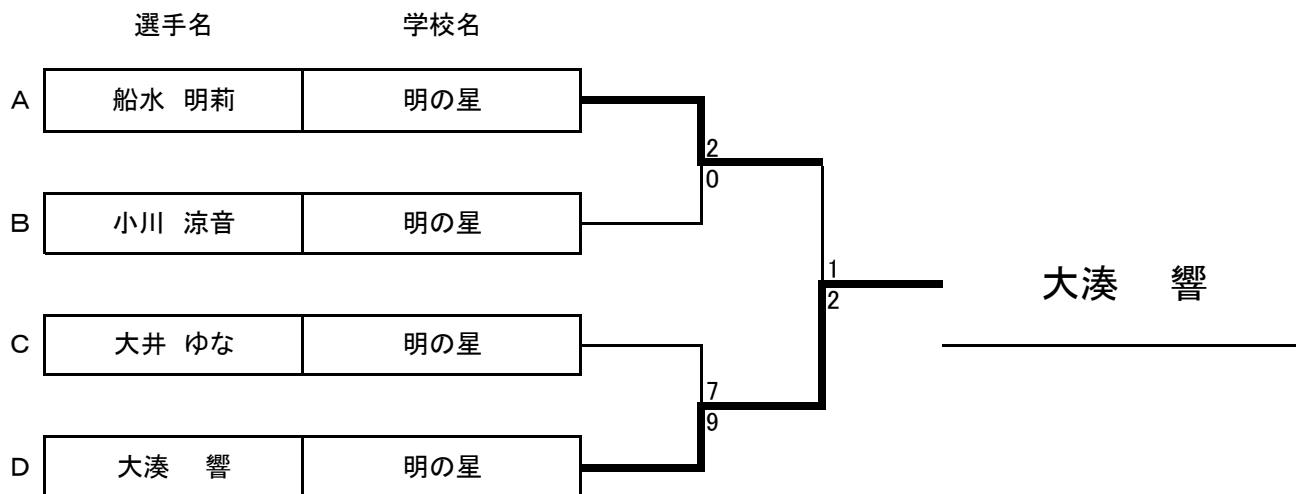 選手名 学校名
A 船水 明莉 明の星
2
0
B 小川 涼音 明の星
1
2
大湊 響
C 大井 ゆな 明の星
7
9
D 大湊 響 明の星